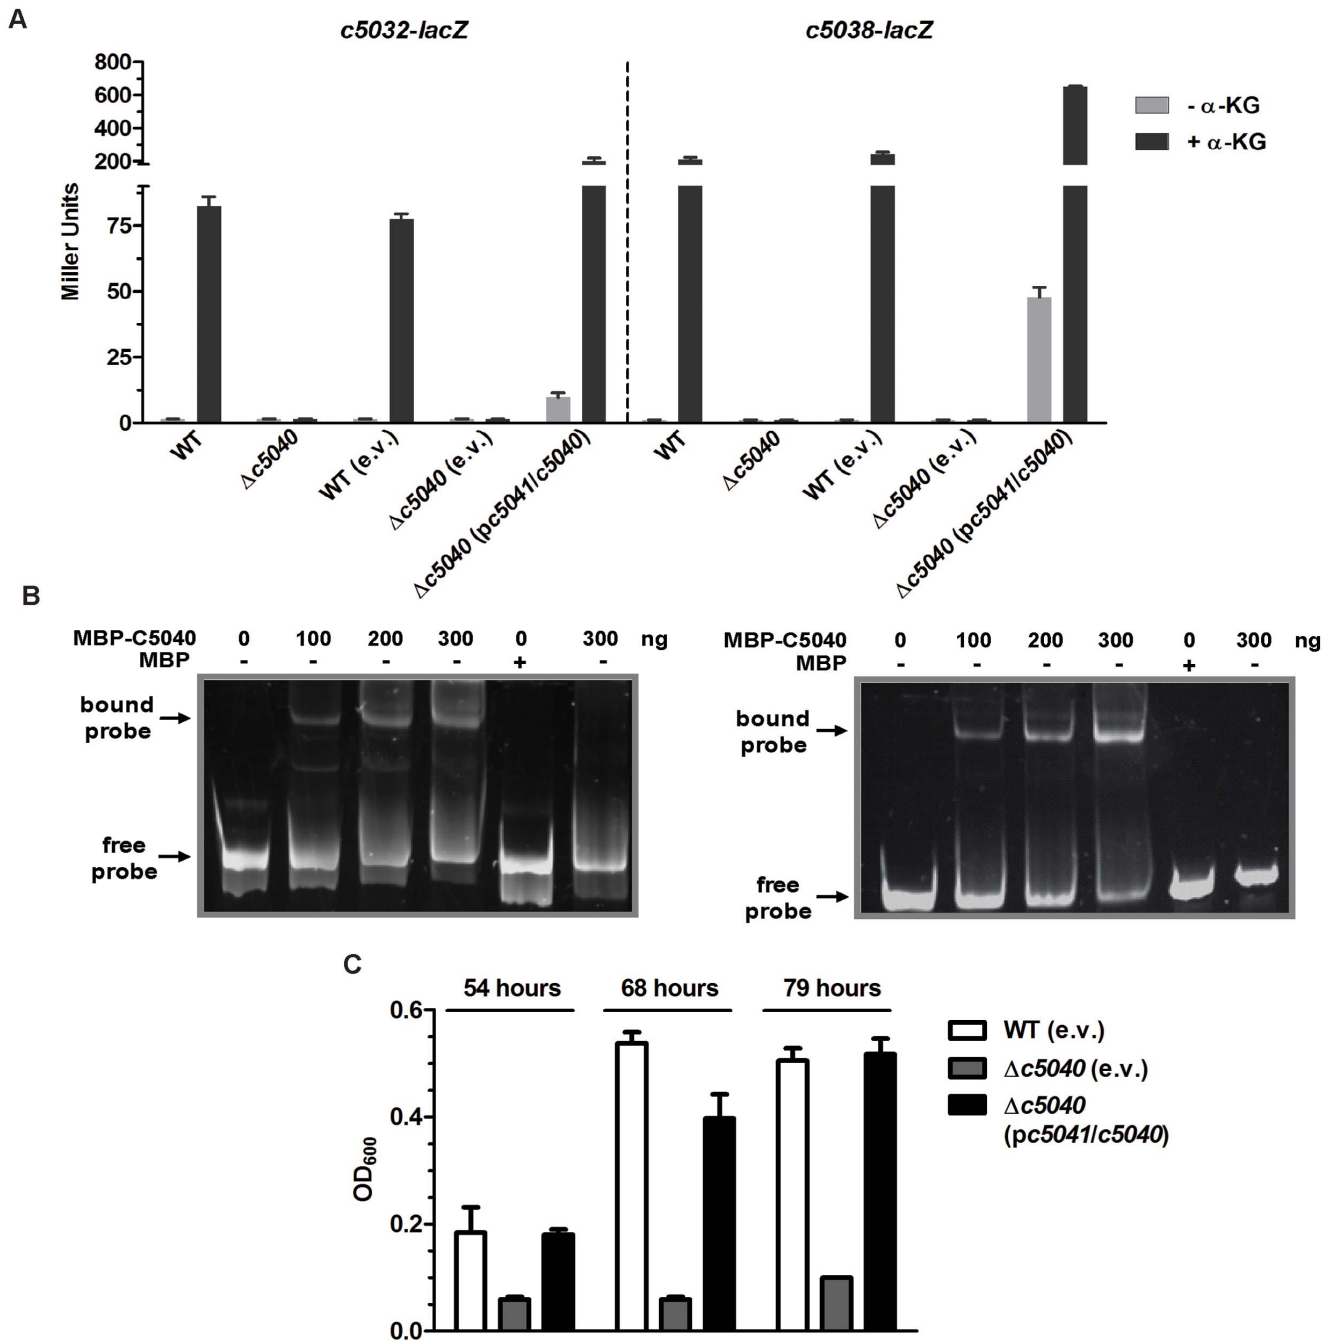 A
c5032-lacZ
c5038-lacZ
800
600
400
200
75
50
25
0
Miller Units
- α-KG
+ α-KG
WT
Δc5040
WT (e.v.)
Δc5040 (e.v.)
Δc5040 (pc5041/c5040)
WT
Δc5040
WT (e.v.)
Δc5040 (e.v.)
Δc5040 (pc5041/c5040)
B
MBP-C5040 0 100 200 300 0 300 ng
MBP - - - - + -
bound
probe
free
probe
MBP-C5040 0 100 200 300 0 300 ng
MBP - - - - + -
bound
probe
free
probe
C
54 hours
68 hours
79 hours
0.6
0.4
0.2
0.0
OD600
WT (e.v.)
Δc5040 (e.v.)
Δc5040
(pc5041/c5040)